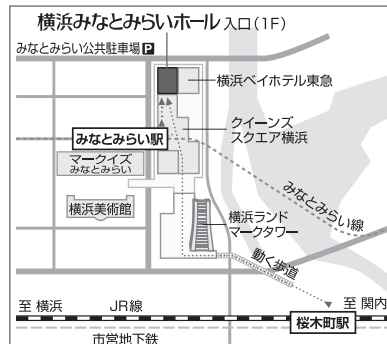 横浜みなとみらいホール 入口(1F)
みなとみらい公共駐車場 P
横浜ベイホテル東急
クイーンズ
スクエア横浜
みなとみらい駅
マークイズ
みなとみらい
みなとみらい線
横浜美術館
横浜ランド
マークタワー
動く歩道
至 横浜
JR線
至 関内
桜木町駅
市営地下鉄